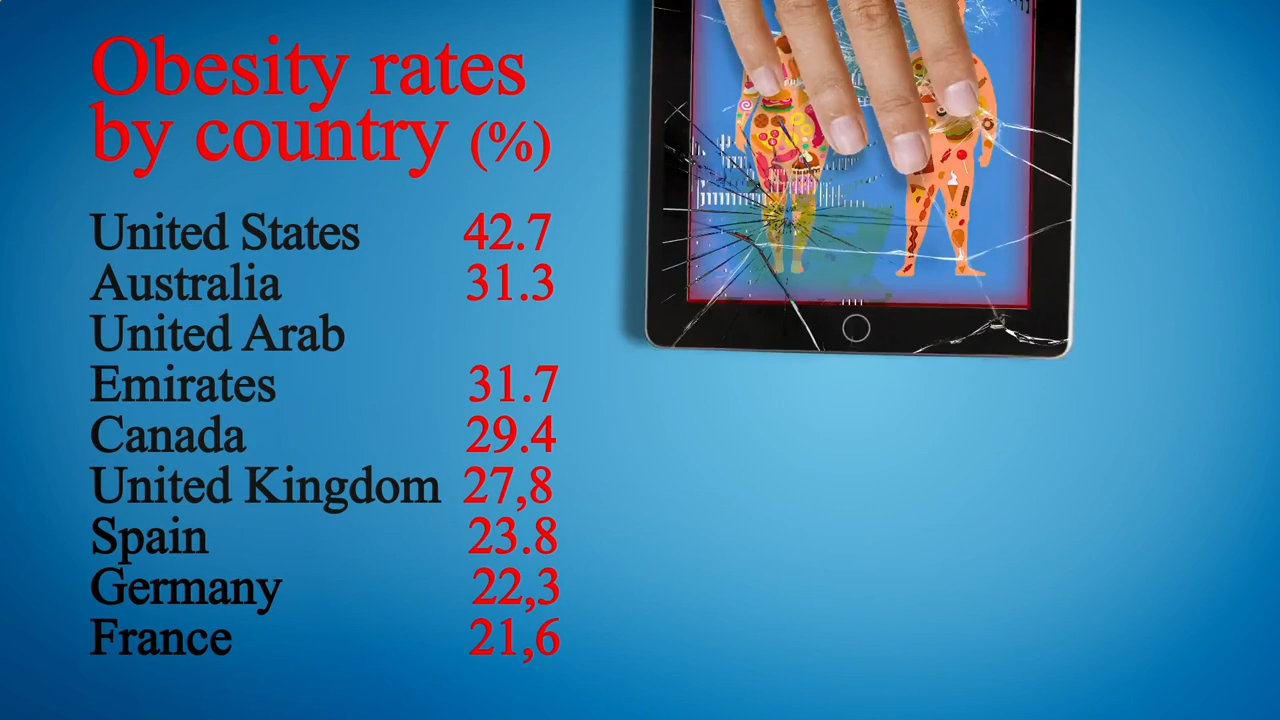 Obesity rates
by country (%)
United States 42.7
Australia 31.3
United Arab
Emirates 31.7
Canada 29.4
United Kingdom 27,8
Spain 23.8
Germany 22,3
France 21,6